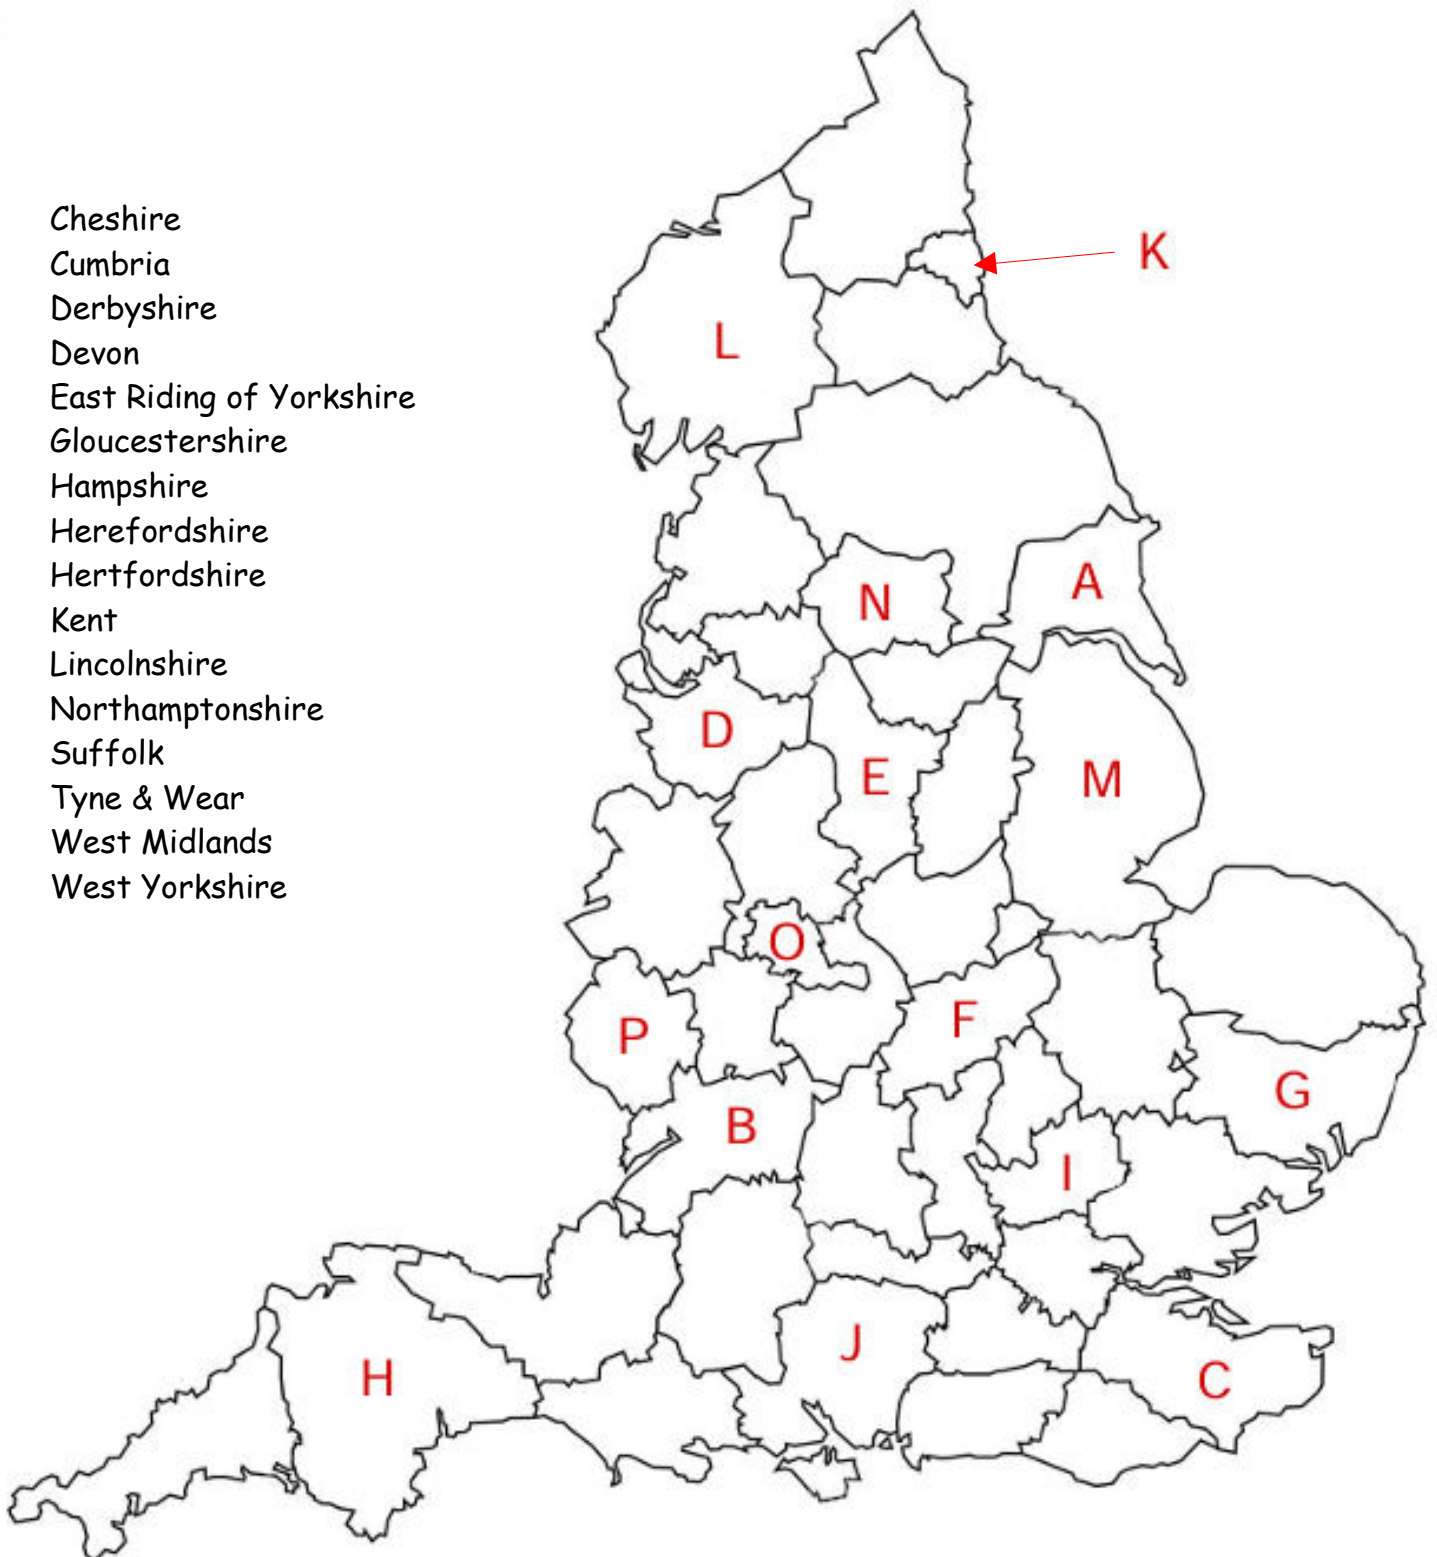 Cheshire
Cumbria
Derbyshire
Devon
East Riding of Yorkshire
Gloucestershire
Hampshire
Herefordshire
Hertfordshire
Kent
Lincolnshire
Northamptonshire
Suffolk
Tyne & Wear
West Midlands
West Yorkshire
K
L
A
N
D
E
M
O
P
F
G
B
I
J
H
C